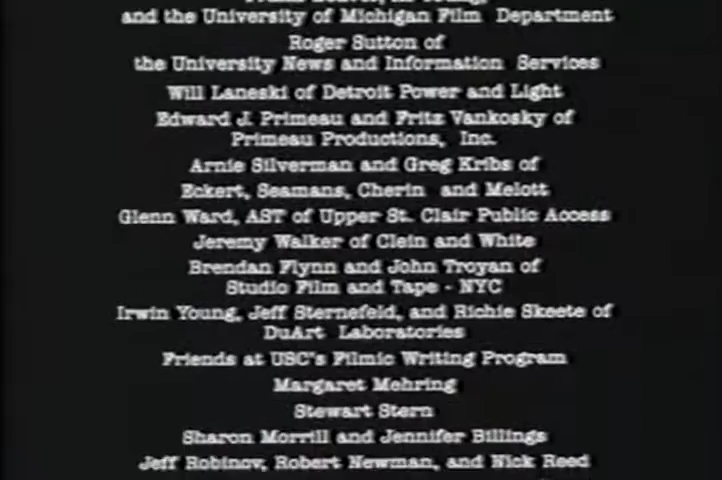 and the University of Michigan Film Department
Roger Sutton of
the University News and Information Services
Will Laneski of Detroit Power and Light
Edward J. Primeau and Fritz Vankosky of
Primeau Productions, Inc.
Arnie Silverman and Greg Kribs of
Eckert, Seamans, Cherin and Melott
Glenn Ward, AST of Upper St. Clair Public Access
Jeremy Walker of Clein and White
Brendan Flynn and John Troyan of
Studio Film and Tape - NYC
Irwin Young, Jeff Sternefeld, and Richie Skeete of
DuArt Laboratories
Friends at USC's Filmic Writing Program
Margaret Mehring
Stewart Stern
Sharon Morrill and Jennifer Billings
Jeff Robinov, Robert Newman, and Nick Reed